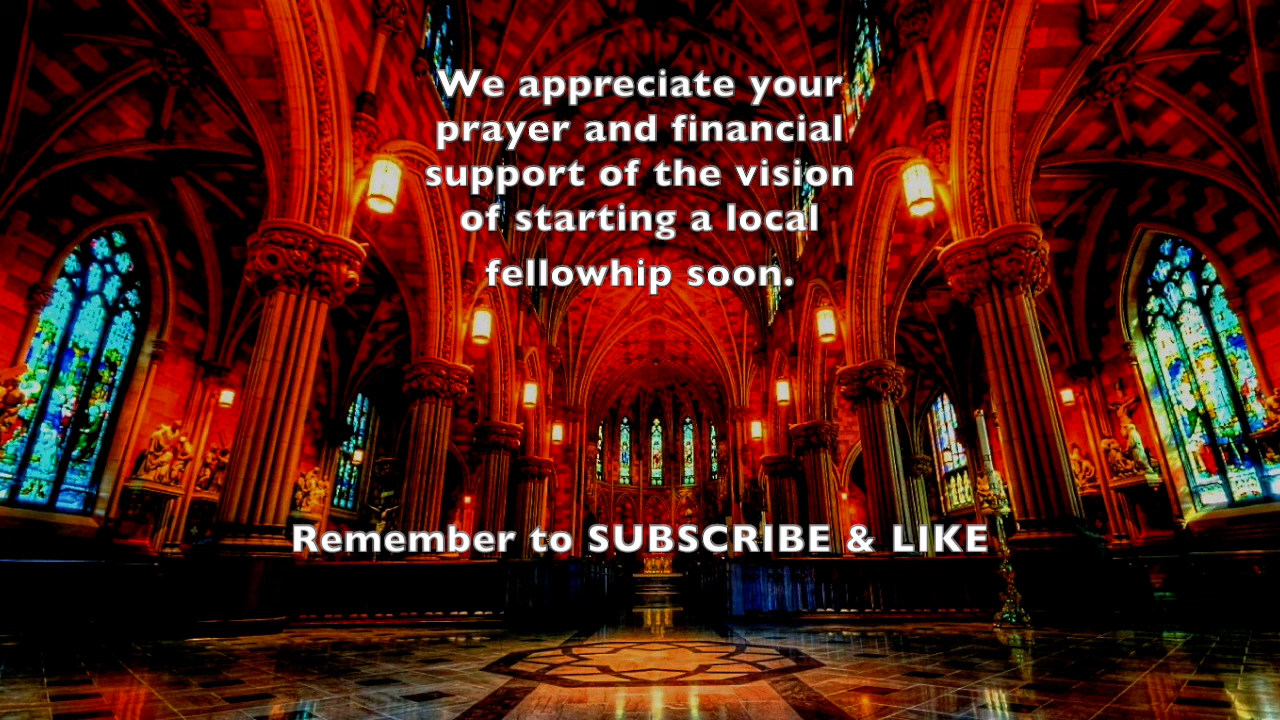 We appreciate your
prayer and financial
support of the vision
of starting a local
fellowhip soon.
Remember to SUBSCRIBE & LIKE